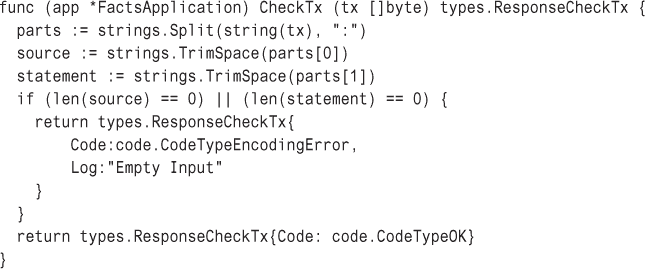 func (app *FactsApplication) CheckTx (tx []byte) types.ResponseCheckTx {
  parts := strings.Split(string(tx), ":")
  source := strings.TrimSpace(parts[0])
  statement := strings.TrimSpace(parts[1])
  if (len(source) == 0) || (len(statement) == 0) {
    return types.ResponseCheckTx{
        Code:code.CodeTypeEncodingError,
        Log:"Empty Input"
    }
  }
  return types.ResponseCheckTx{Code: code.CodeTypeOK}
}